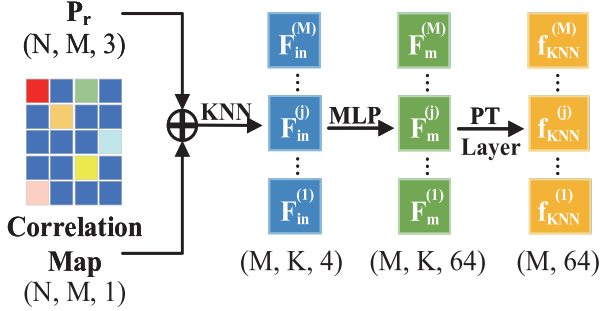 P_r
(N, M, 3)
Correlation
Map
(N, M, 1)
KNN
F_in^(M)
F_in^(j)
F_in^(1)
(M, K, 4)
MLP
F_m^(M)
F_m^(j)
F_m^(1)
(M, K, 64)
PT
Layer
f_KNN^(M)
f_KNN^(j)
f_KNN^(1)
(M, 64)